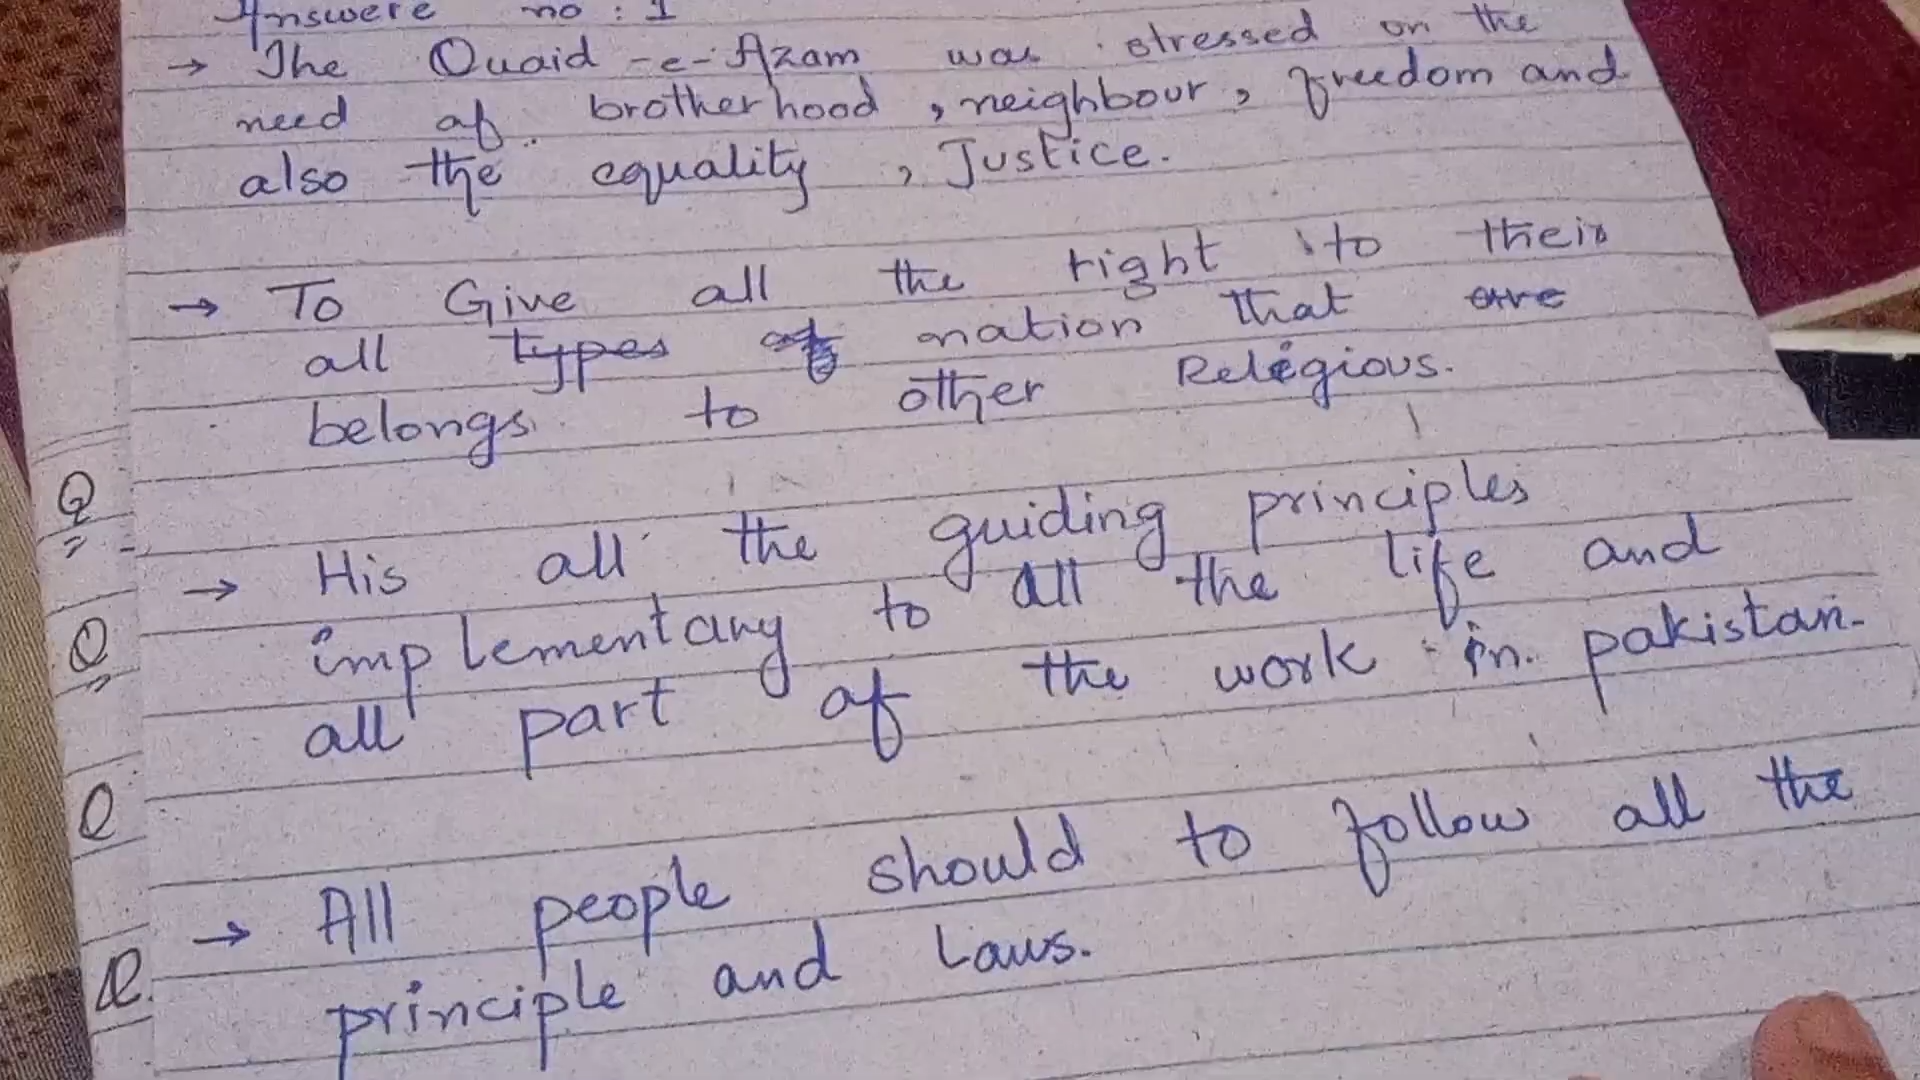 Answere no : 1
→ The Quaid-e-Azam was stressed on the
need of brotherhood, neighbour, freedom and
also the equality, Justice.
→ To Give all the right to their
all types of nation that are
belongs to other Religious.
→ His all the guiding principles
implementary to all the life and
all part of the work in pakistan.
→ All people should to follow all the
principle and Laws.
Q
Q
Q
Q